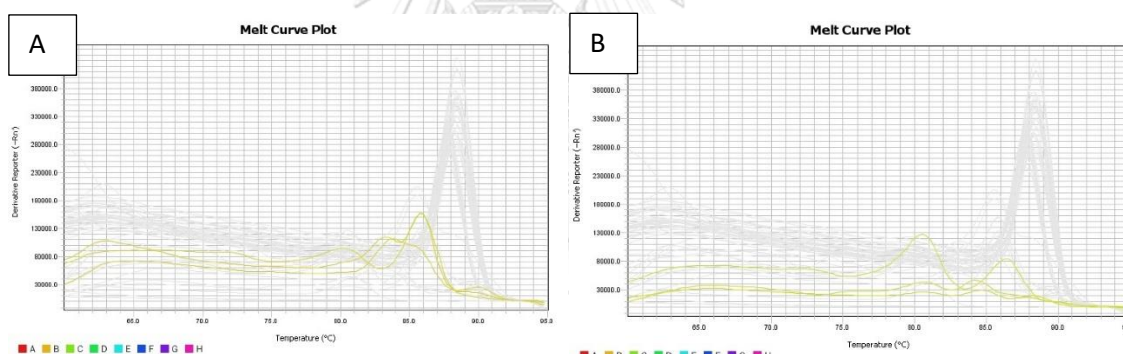 A
Melt Curve Plot
Derivative Reporter (-Rn')
380000.0
330000.0
280000.0
230000.0
180000.0
130000.0
80000.0
30000.0
65.0 70.0 75.0 80.0 85.0 90.0 95.0
Temperature (°C)
A B C D E F G H
B
Melt Curve Plot
Derivative Reporter (-Rn')
380000.0
330000.0
280000.0
230000.0
180000.0
130000.0
80000.0
30000.0
65.0 70.0 75.0 80.0 85.0 90.0
Temperature (°C)